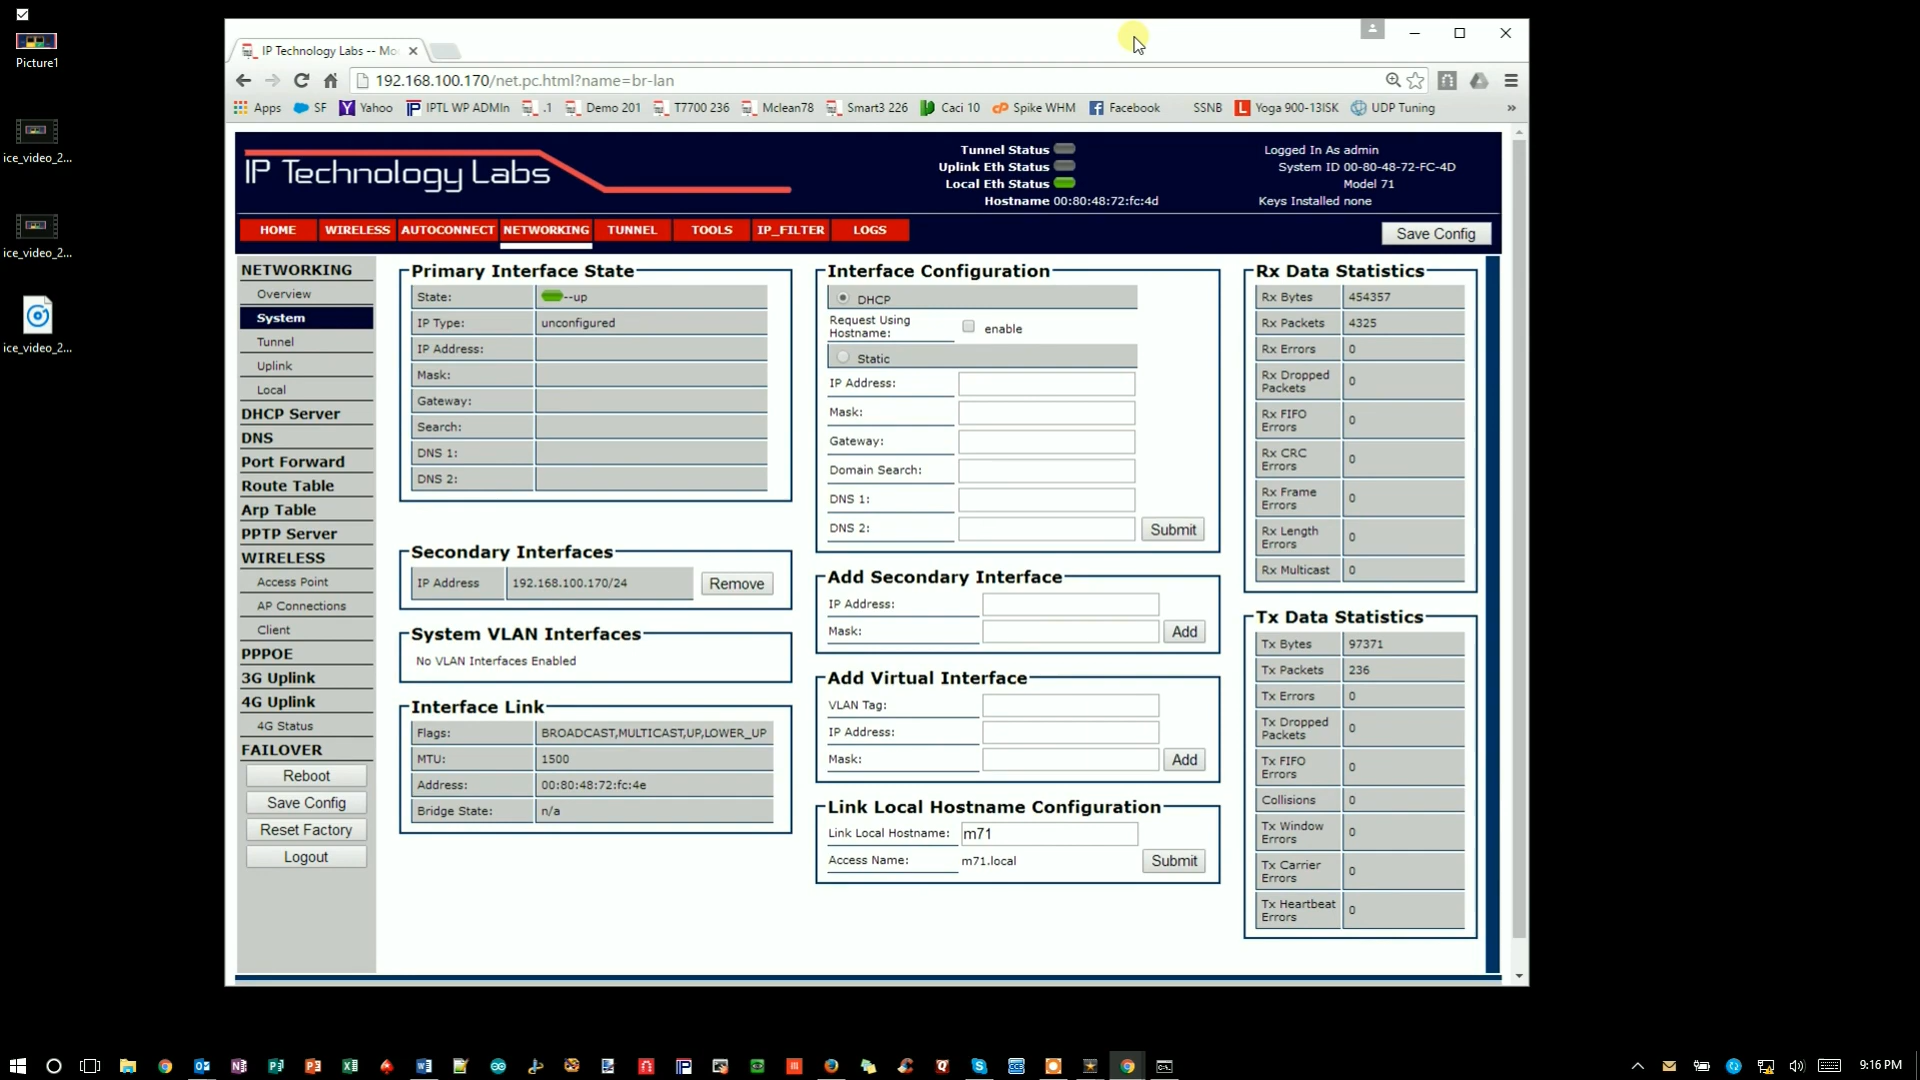 Picture1
ice_video_2...
ice_video_2...
ice_video_2...
IP Technology Labs -- Mo
192.168.100.170/net.pc.html?name=br-lan
Apps SF Yahoo IPTL WP ADMIn .1 Demo 201 T7700 236 Mclean78 Smart3 226 Caci 10 Spike WHM Facebook SSNB Yoga 900-13ISK UDP Tuning »
IP Technology Labs
Tunnel Status
Uplink Eth Status
Local Eth Status
Hostname 00:80:48:72:fc:4d
Logged In As admin
System ID 00-80-48-72-FC-4D
Model 71
Keys Installed none
HOME WIRELESS AUTOCONNECT NETWORKING TUNNEL TOOLS IP_FILTER LOGS
Save Config
NETWORKING
Overview
System
Tunnel
Uplink
Local
DHCP Server
DNS
Port Forward
Route Table
Arp Table
PPTP Server
WIRELESS
Access Point
AP Connections
Client
PPPOE
3G Uplink
4G Uplink
4G Status
FAILOVER
Reboot
Save Config
Reset Factory
Logout
Primary Interface State
State: --up
IP Type: unconfigured
IP Address:
Mask:
Gateway:
Search:
DNS 1:
DNS 2:
Secondary Interfaces
IP Address 192.168.100.170/24 Remove
System VLAN Interfaces
No VLAN Interfaces Enabled
Interface Link
Flags: BROADCAST,MULTICAST,UP,LOWER_UP
MTU: 1500
Address: 00:80:48:72:fc:4e
Bridge State: n/a
Interface Configuration
DHCP
Request Using
Hostname: enable
Static
IP Address:
Mask:
Gateway:
Domain Search:
DNS 1:
DNS 2: Submit
Add Secondary Interface
IP Address:
Mask: Add
Add Virtual Interface
VLAN Tag:
IP Address:
Mask: Add
Link Local Hostname Configuration
Link Local Hostname: m71
Access Name: m71.local Submit
Rx Data Statistics
Rx Bytes 454357
Rx Packets 4325
Rx Errors 0
Rx Dropped
Packets 0
Rx FIFO
Errors 0
Rx CRC
Errors 0
Rx Frame
Errors 0
Rx Length
Errors 0
Rx Multicast 0
Tx Data Statistics
Tx Bytes 97371
Tx Packets 236
Tx Errors 0
Tx Dropped
Packets 0
Tx FIFO
Errors 0
Collisions 0
Tx Window
Errors 0
Tx Carrier
Errors 0
Tx Heartbeat
Errors 0
9:16 PM